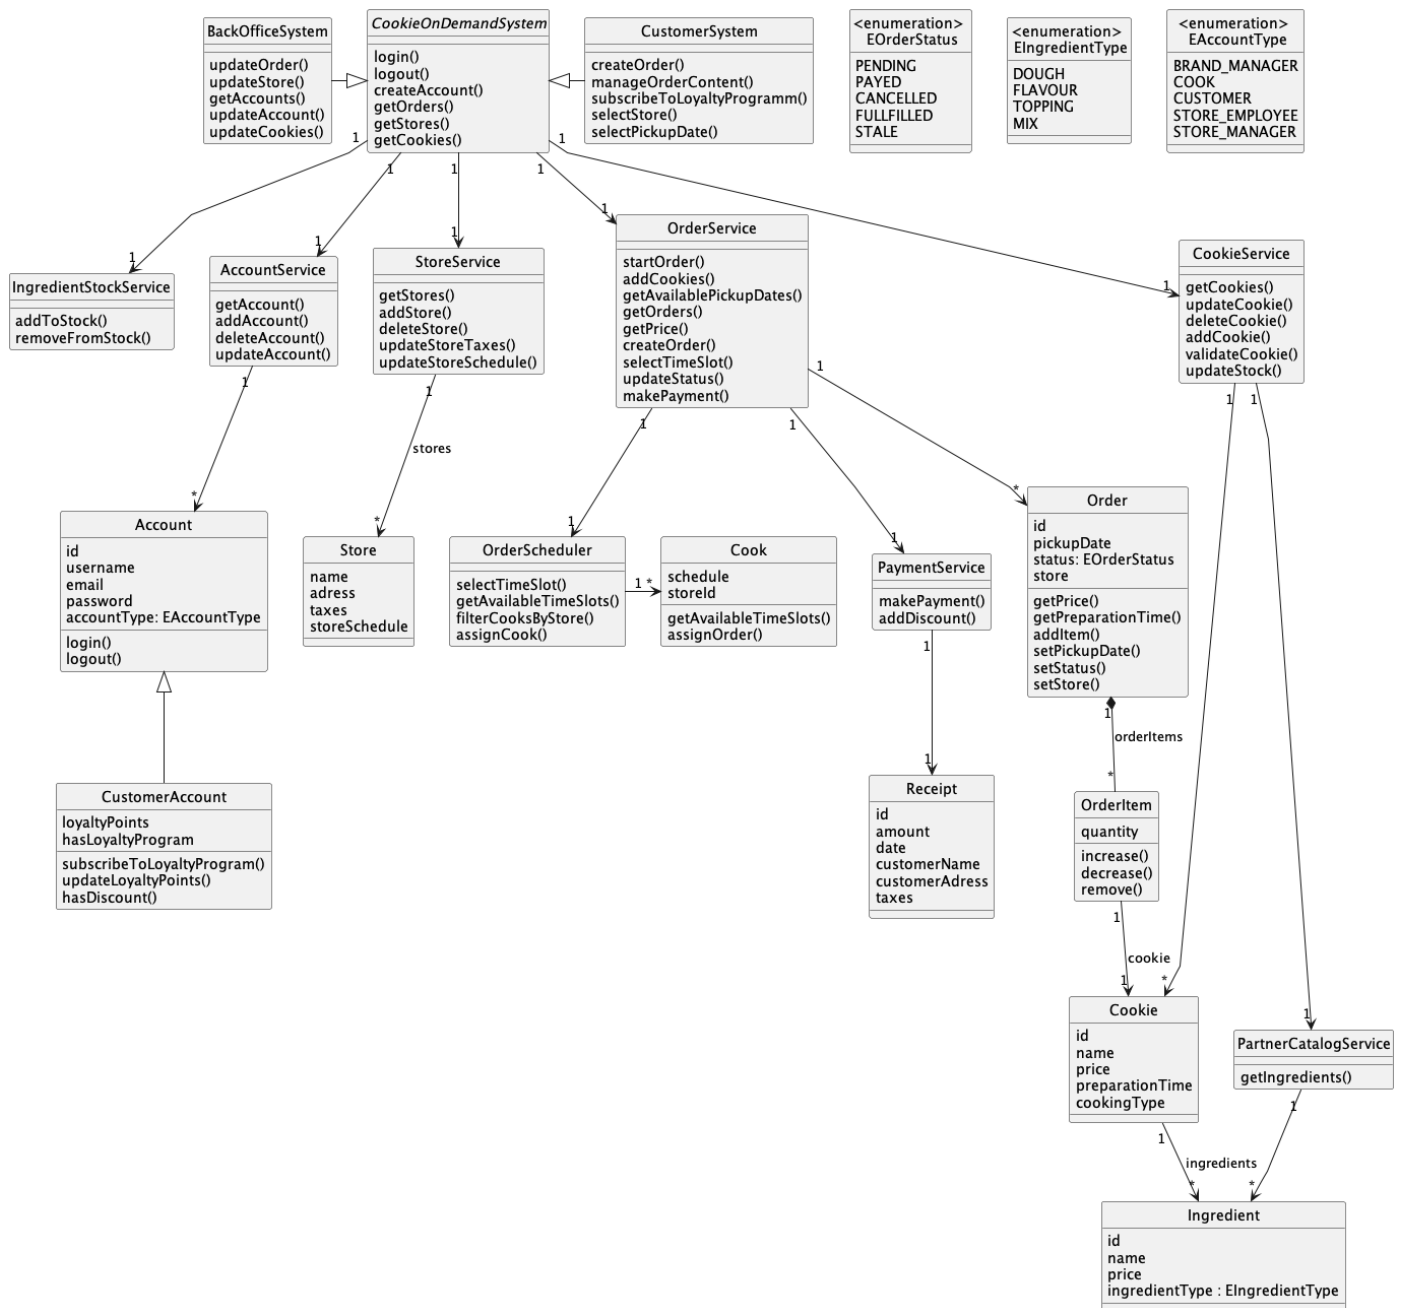 BackOfficeSystem
updateOrder()
updateStore()
getAccounts()
updateAccount()
updateCookies()
CookieOnDemandSystem
login()
logout()
createAccount()
getOrders()
getStores()
getCookies()
CustomerSystem
createOrder()
manageOrderContent()
subscribeToLoyaltyProgramm()
selectStore()
selectPickupDate()
<enumeration>
EOrderStatus
PENDING
PAYED
CANCELLED
FULLFILLED
STALE
<enumeration>
EIngredientType
DOUGH
FLAVOUR
TOPPING
MIX
<enumeration>
EAccountType
BRAND_MANAGER
COOK
CUSTOMER
STORE_EMPLOYEE
STORE_MANAGER
1
1
1
1
1
1
1
1
1
1
IngredientStockService
addToStock()
removeFromStock()
AccountService
getAccount()
addAccount()
deleteAccount()
updateAccount()
StoreService
getStores()
addStore()
deleteStore()
updateStoreTaxes()
updateStoreSchedule()
OrderService
startOrder()
addCookies()
getAvailablePickupDates()
getOrders()
getPrice()
createOrder()
selectTimeSlot()
updateStatus()
makePayment()
CookieService
getCookies()
updateCookie()
deleteCookie()
addCookie()
validateCookie()
updateStock()
1
*
1
stores
*
1
1
1
1
1
*
1
1
Account
id
username
email
password
accountType: EAccountType
login()
logout()
Store
name
adress
taxes
storeSchedule
OrderScheduler
selectTimeSlot()
getAvailableTimeSlots()
filterCooksByStore()
assignCook()
1 *
Cook
schedule
storeId
getAvailableTimeSlots()
assignOrder()
PaymentService
makePayment()
addDiscount()
Order
id
pickupDate
status: EOrderStatus
store
getPrice()
getPreparationTime()
addItem()
setPickupDate()
setStatus()
setStore()
1
1
1
orderItems
*
CustomerAccount
loyaltyPoints
hasLoyaltyProgram
subscribeToLoyaltyProgram()
updateLoyaltyPoints()
hasDiscount()
Receipt
id
amount
date
customerName
customerAdress
taxes
OrderItem
quantity
increase()
decrease()
remove()
1
cookie
1
*
1
Cookie
id
name
price
preparationTime
cookingType
PartnerCatalogService
getIngredients()
1
ingredients
*
1
*
Ingredient
id
name
price
ingredientType : EIngredientType